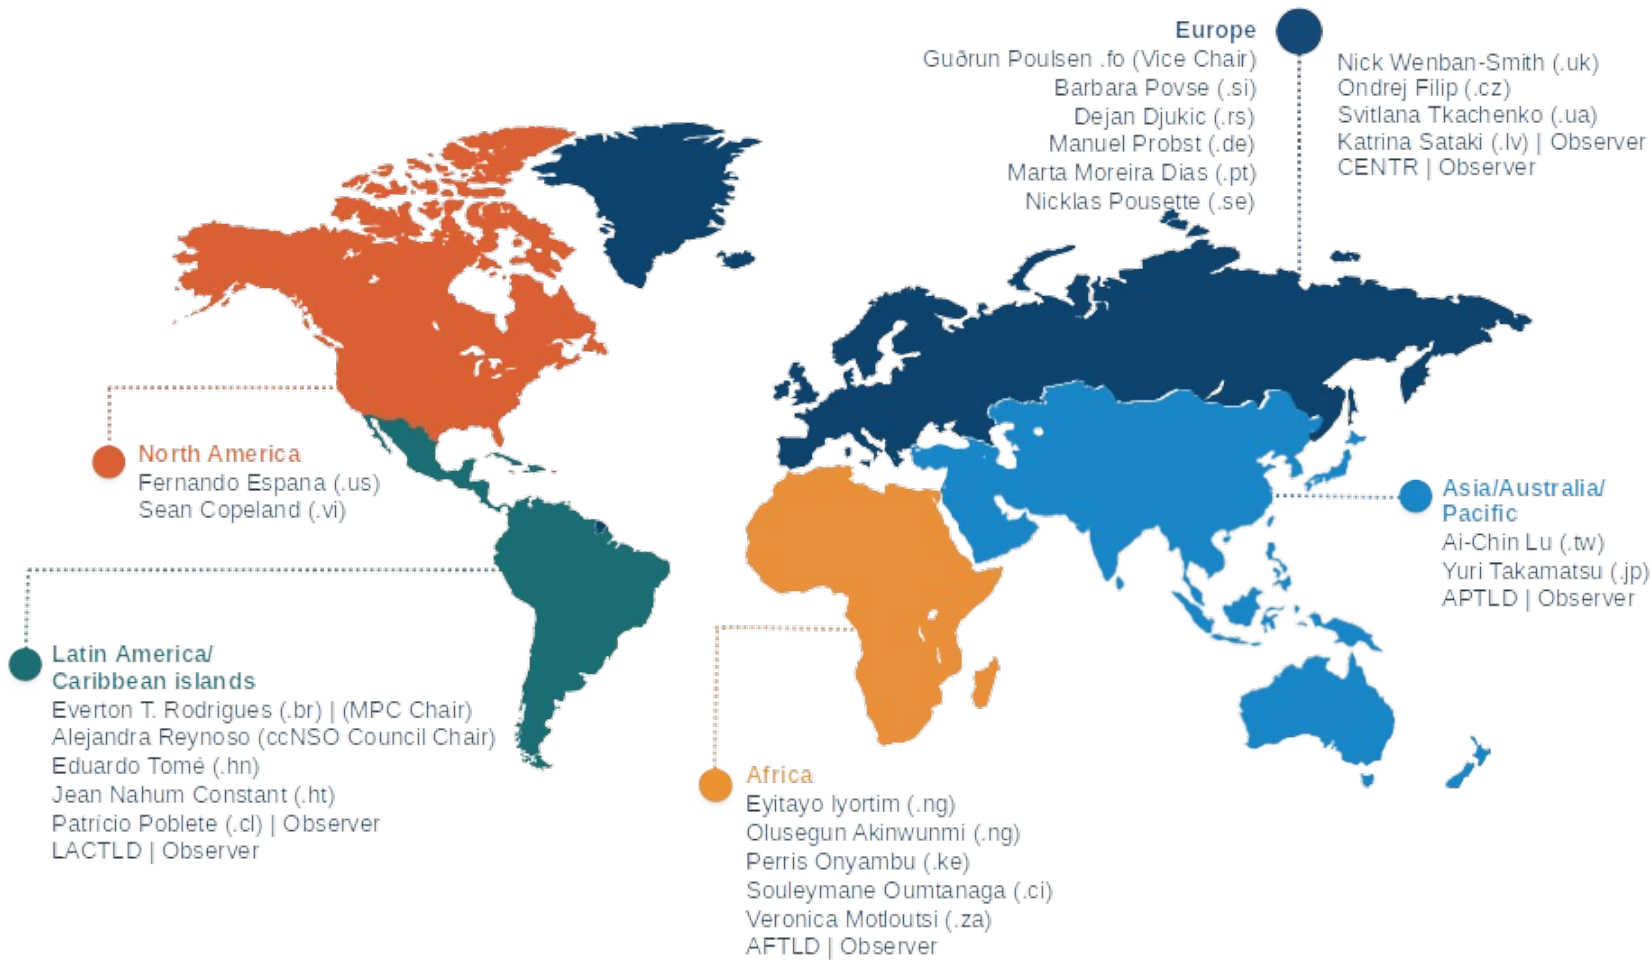 Europe
Guðrun Poulsen .fo (Vice Chair)
Barbara Povse (.si)
Dejan Djukic (.rs)
Manuel Probst (.de)
Marta Moreira Dias (.pt)
Nicklas Pousette (.se)
Nick Wenban-Smith (.uk)
Ondrej Filip (.cz)
Svitlana Tkachenko (.ua)
Katrina Sataki (.lv) | Observer
CENTR | Observer
North America
Fernando Espana (.us)
Sean Copeland (.vi)
Asia/Australia/
Pacific
Ai-Chin Lu (.tw)
Yuri Takamatsu (.jp)
APTLD | Observer
Latin America/
Caribbean islands
Everton T. Rodrigues (.br) | (MPC Chair)
Alejandra Reynoso (ccNSO Council Chair)
Eduardo Tomé (.hn)
Jean Nahum Constant (.ht)
Patricio Poblete (.cl) | Observer
LACTLD | Observer
Africa
Eyitayo Iyortim (.ng)
Olusegun Akinwunmi (.ng)
Perris Onyambu (.ke)
Souleymane Oumtanaga (.ci)
Veronica Motloutsi (.za)
AFTLD | Observer